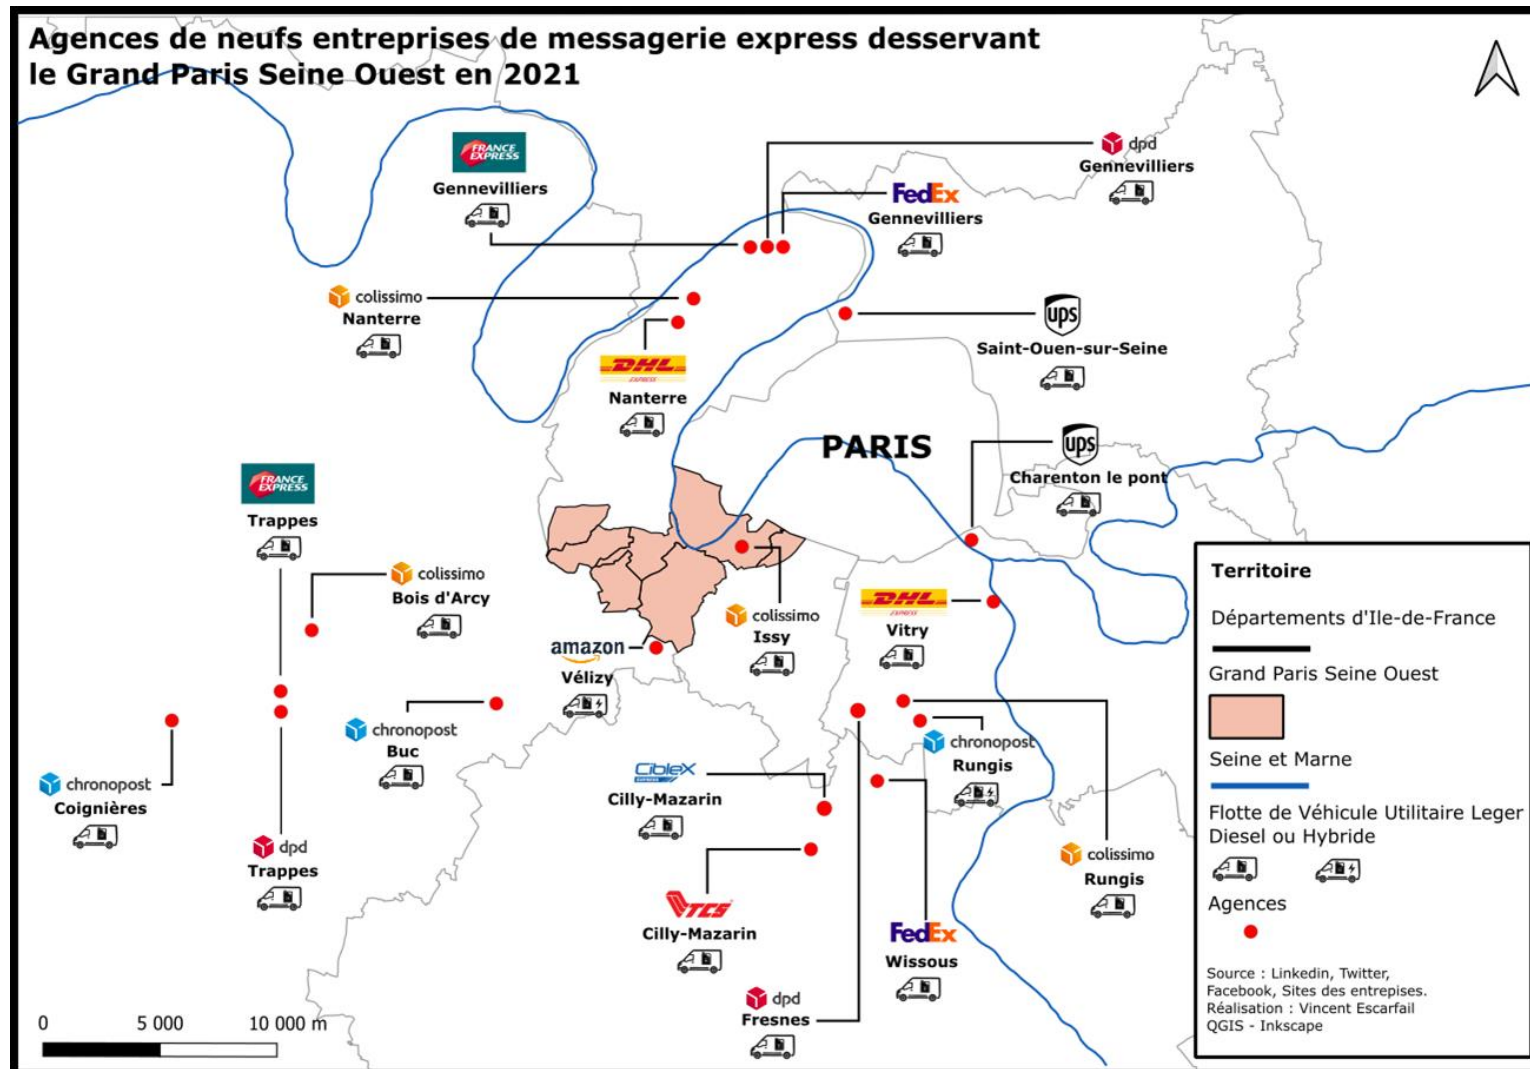 Agences de neufs entreprises de messagerie express desservant
le Grand Paris Seine Ouest en 2021
FRANCE
EXPRESS
Gennevilliers
dpd
Gennevilliers
FedEx
Gennevilliers
colissimo
Nanterre
DHL
EXPRESS
Nanterre
ups
Saint-Ouen-sur-Seine
PARIS
ups
Charenton le pont
FRANCE
EXPRESS
Trappes
colissimo
Bois d'Arcy
amazon
Vélizy
colissimo
Issy
DHL
EXPRESS
Vitry
chronopost
Buc
chronopost
Rungis
chronopost
Coignières
CibleX
EXPRESS
Cilly-Mazarin
dpd
Trappes
colissimo
Rungis
TCS
Cilly-Mazarin
FedEx
Wissous
dpd
Fresnes
0 5 000 10 000 m
Territoire
Départements d'Ile-de-France
Grand Paris Seine Ouest
Seine et Marne
Flotte de Véhicule Utilitaire Leger
Diesel ou Hybride
Agences
Source : Linkedin, Twitter,
Facebook, Sites des entrepises.
Réalisation : Vincent Escarfail
QGIS - Inkscape